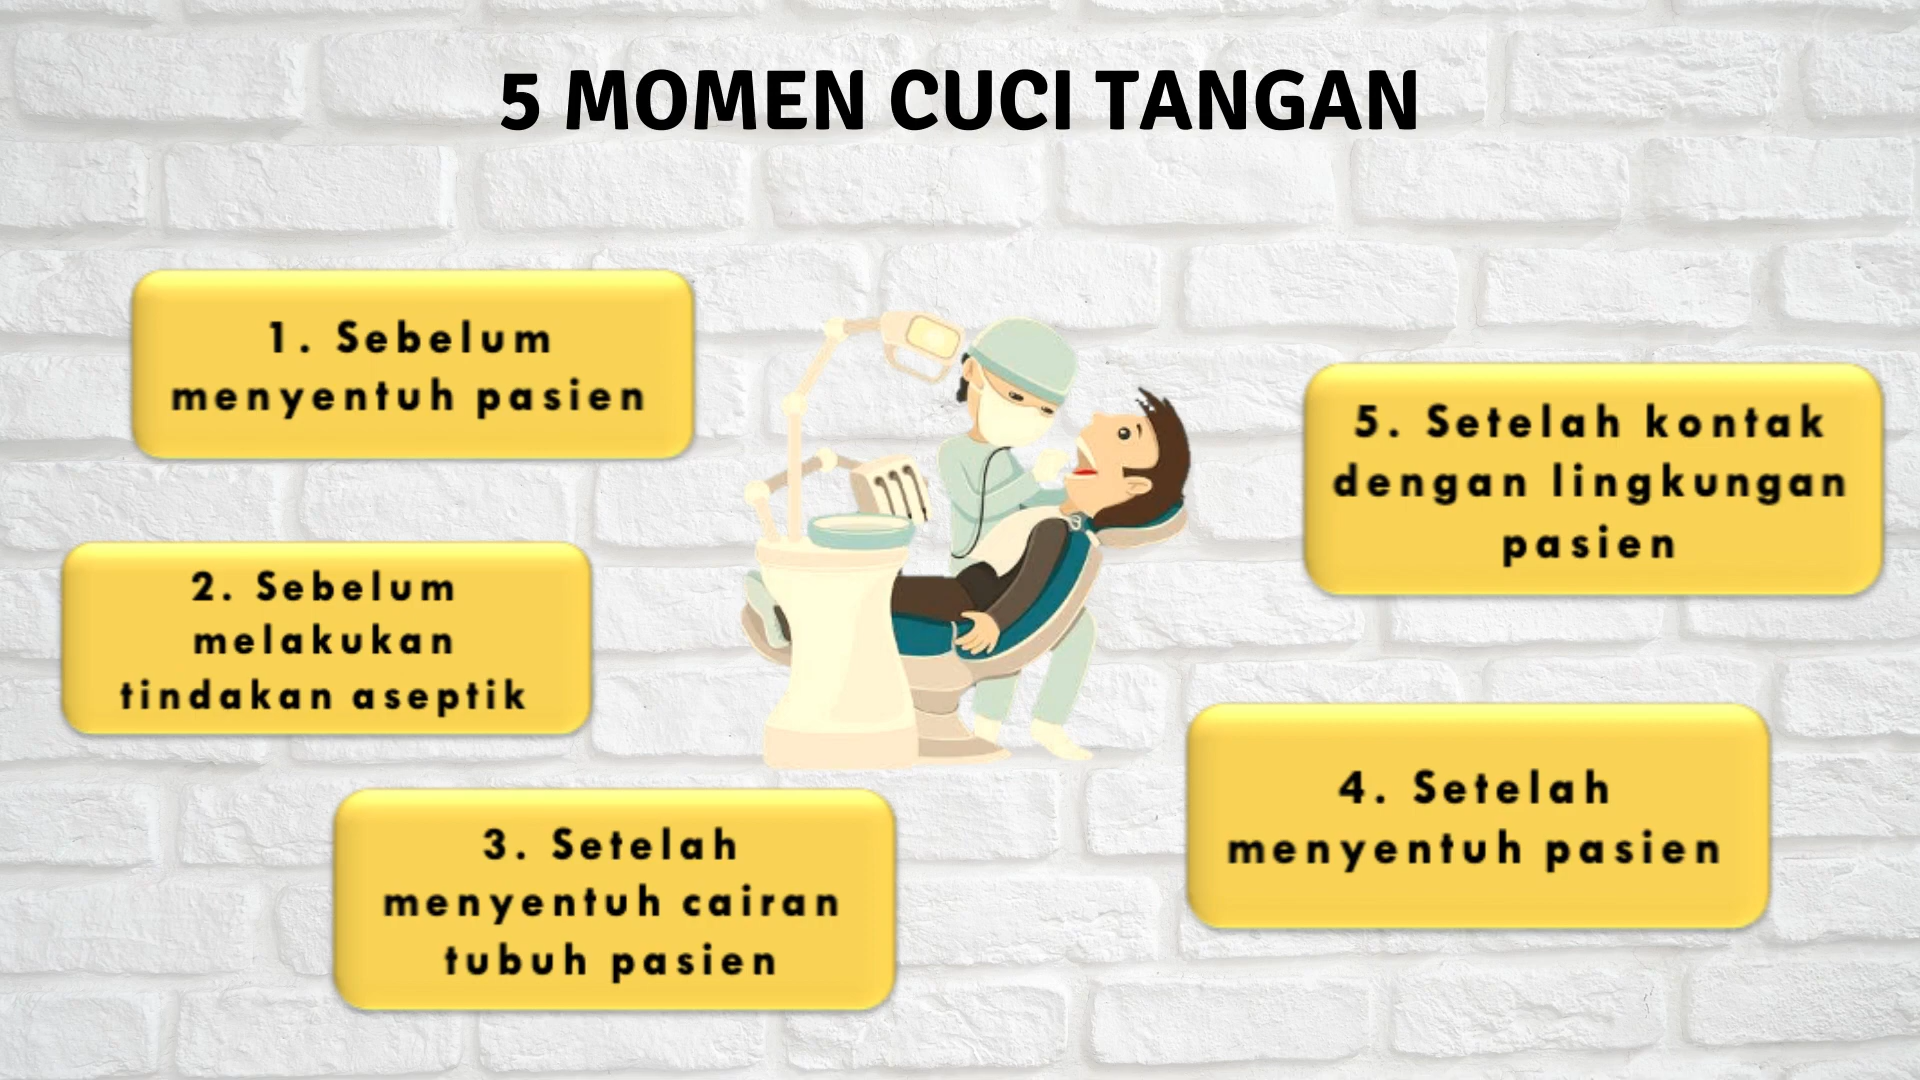 5 MOMEN CUCI TANGAN
1. Sebelum
menyentuh pasien
2. Sebelum
melakukan
tindakan aseptik
3. Setelah
menyentuh cairan
tubuh pasien
4. Setelah
menyentuh pasien
5. Setelah kontak
dengan lingkungan
pasien